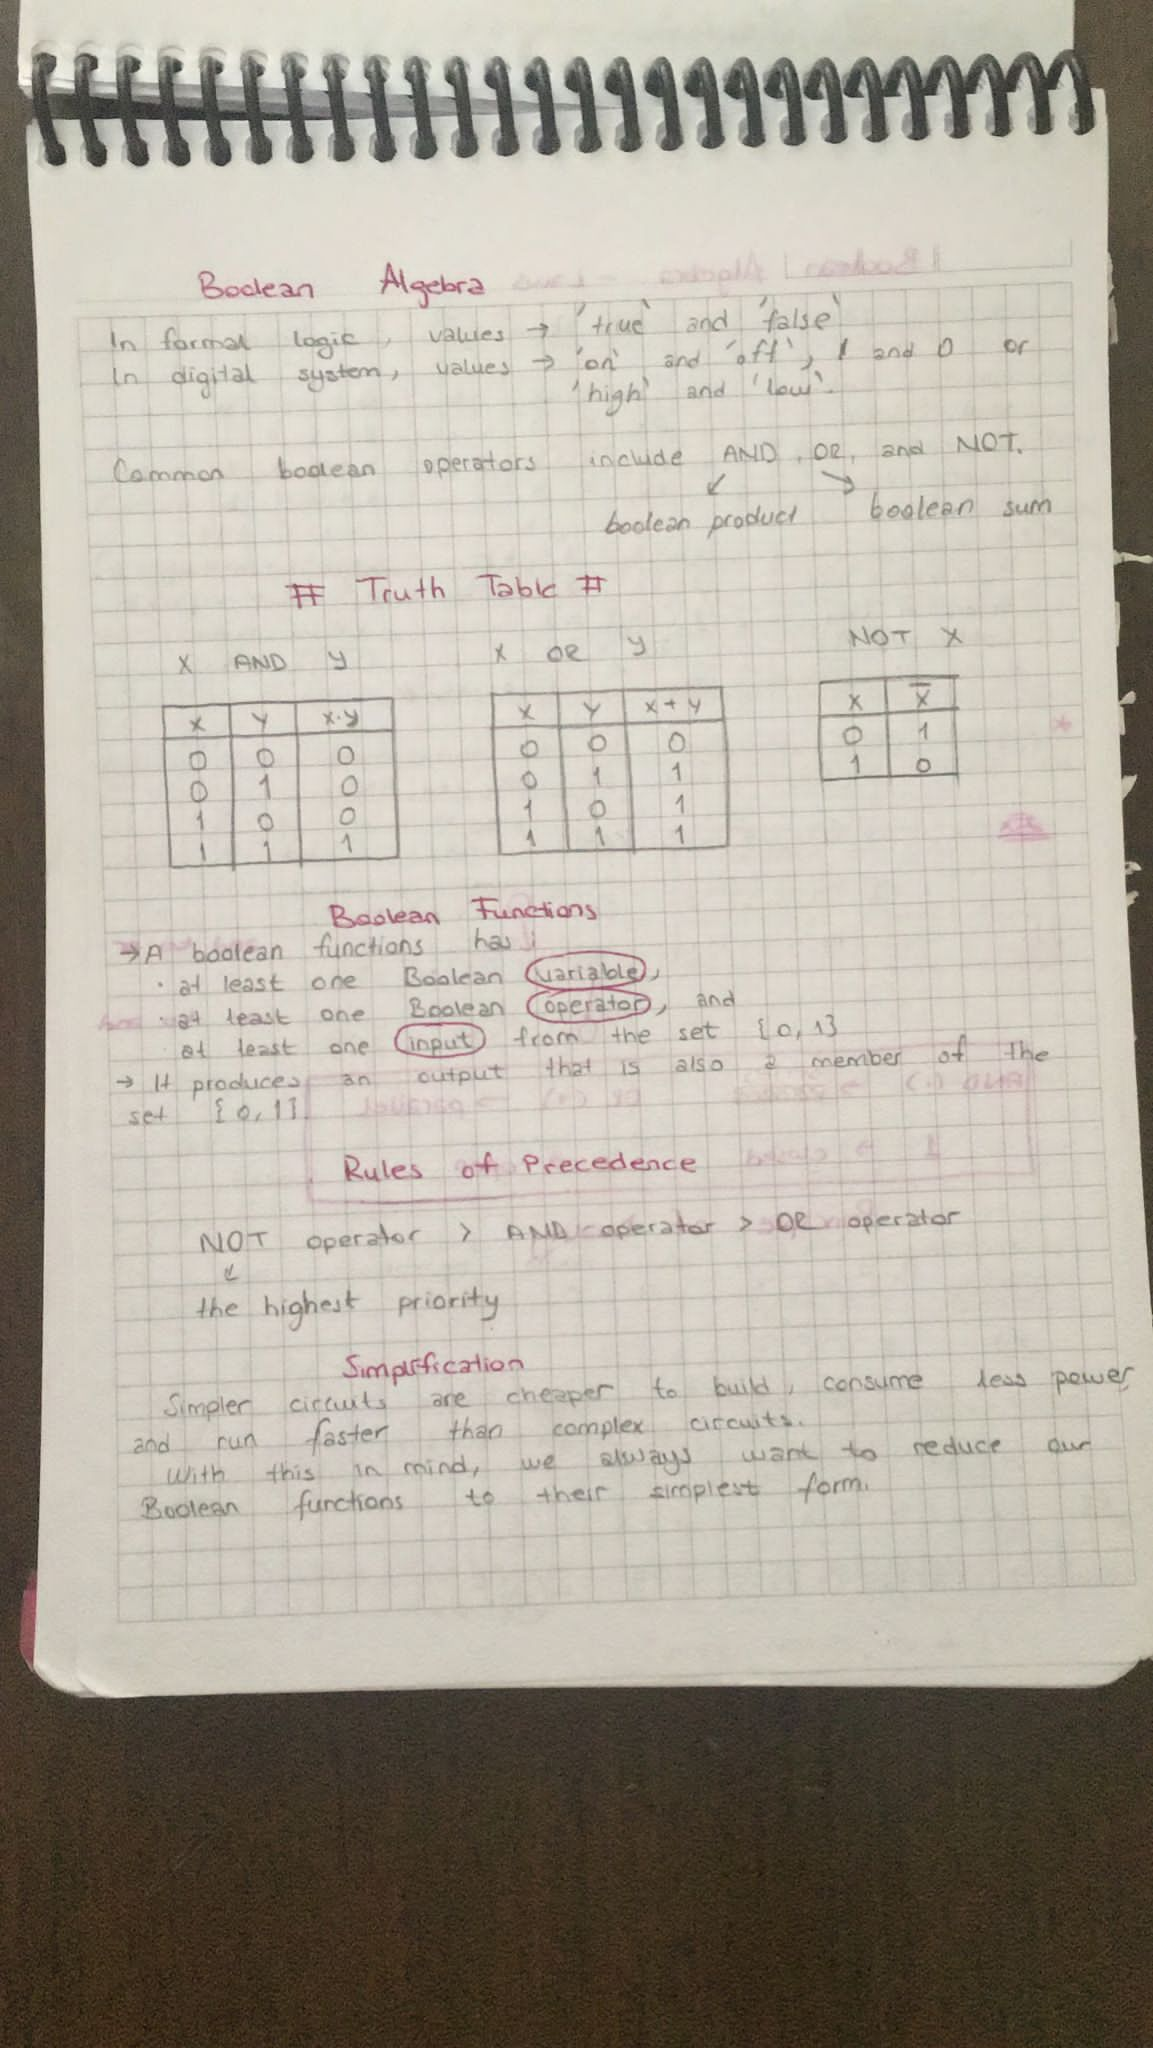 Boolean Algebra
In formal logic, values → 'true' and 'false'
In digital system, values → 'on' and 'off', 1 and 0 or
'high' and 'low'.
Common boolean operators include AND, OR, and NOT.
↙ ↘
boolean product boolean sum
# Truth Table #
X AND Y X OR Y NOT X
X Y X·Y X Y X+Y X X̅
0 0 0 0 0 0 0 1
0 1 0 0 1 1 1 0
1 0 0 1 0 1
1 1 1 1 1 1
Boolean Functions
→ A boolean functions has ;
· at least one Boolean variable,
· at least one Boolean operator, and
at least one input from the set {0,1}
→ It produces an output that is also a member of the
set {0,1}.
Rules of Precedence
NOT operator > AND operator > OR operator
↙
the highest priority
Simplification
Simpler circuits are cheaper to build, consume less power,
and run faster than complex circuits.
With this in mind, we always want to reduce our
Boolean functions to their simplest form.